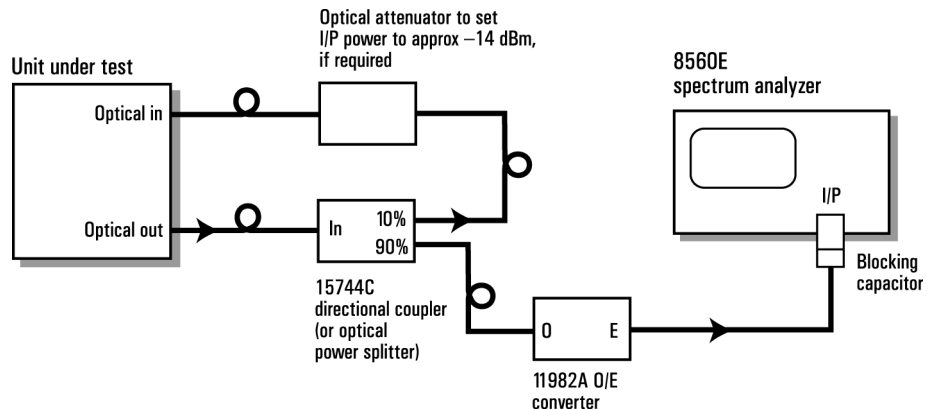 Optical attenuator to set
I/P power to approx –14 dBm,
if required
Unit under test
Optical in
Optical out
In
10%
90%
15744C
directional coupler
(or optical
power splitter)
8560E
spectrum analyzer
I/P
Blocking
capacitor
O
E
11982A O/E
converter